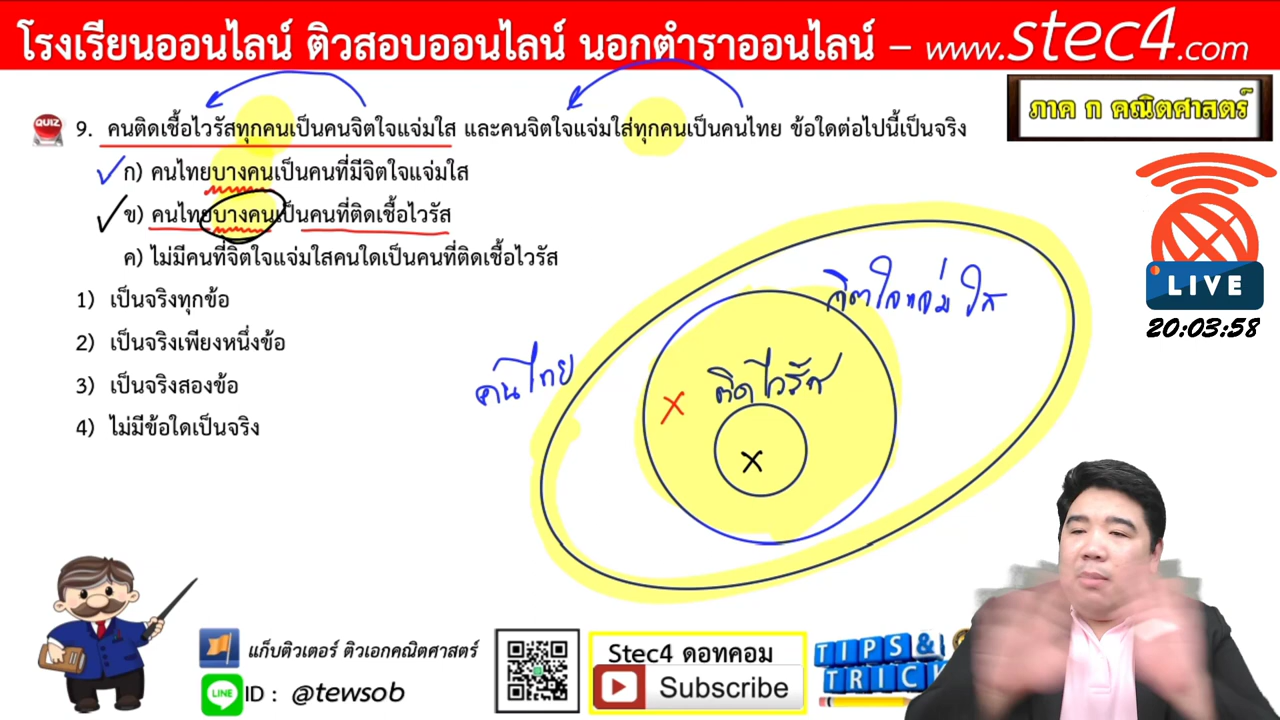 โรงเรียนออนไลน์ ติวสอบออนไลน์ นอกตำราออนไลน์ – www.stec4.com
ภาค ก คณิตศาสตร์
QUIZ
9. คนติดเชื้อไวรัสทุกคนเป็นคนจิตใจแจ่มใส และคนจิตใจแจ่มใสทุกคนเป็นคนไทย ข้อใดต่อไปนี้เป็นจริง
ก) คนไทยบางคนเป็นคนที่มีจิตใจแจ่มใส
ข) คนไทยบางคนเป็นคนที่ติดเชื้อไวรัส
ค) ไม่มีคนที่จิตใจแจ่มใสคนใดเป็นคนที่ติดเชื้อไวรัส
1) เป็นจริงทุกข้อ
2) เป็นจริงเพียงหนึ่งข้อ
3) เป็นจริงสองข้อ
4) ไม่มีข้อใดเป็นจริง
LIVE
20:03:58
จิตใจแจ่มใส
คนไทย
ติดไวรัส
X
X
แก็บติวเตอร์ ติวเอกคณิตศาสตร์
LINE ID : @tewsob
Stec4 ดอทคอม
Subscribe
TIPS &